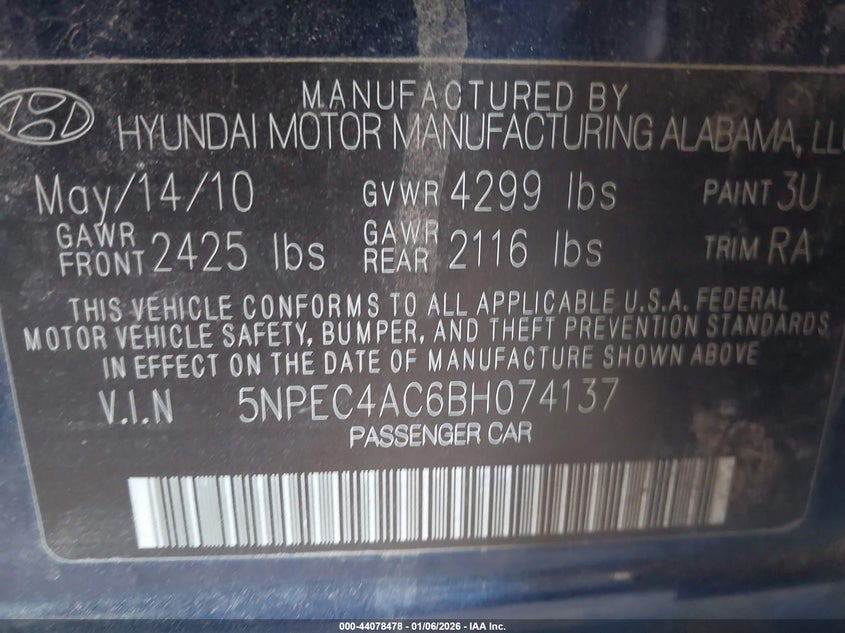 MANUFACTURED BY
HYUNDAI MOTOR MANUFACTURING ALABAMA, LLC
May/14/10 GVWR 4299 lbs PAINT 3U
GAWR FRONT 2425 lbs GAWR REAR 2116 lbs TRIM RA
THIS VEHICLE CONFORMS TO ALL APPLICABLE U.S.A. FEDERAL
MOTOR VEHICLE SAFETY, BUMPER, AND THEFT PREVENTION STANDARDS
IN EFFECT ON THE DATE OF MANUFACTURE SHOWN ABOVE
V.I.N 5NPEC4AC6BH074137
PASSENGER CAR
000-44078478 - 01/06/2026 - IAA Inc.